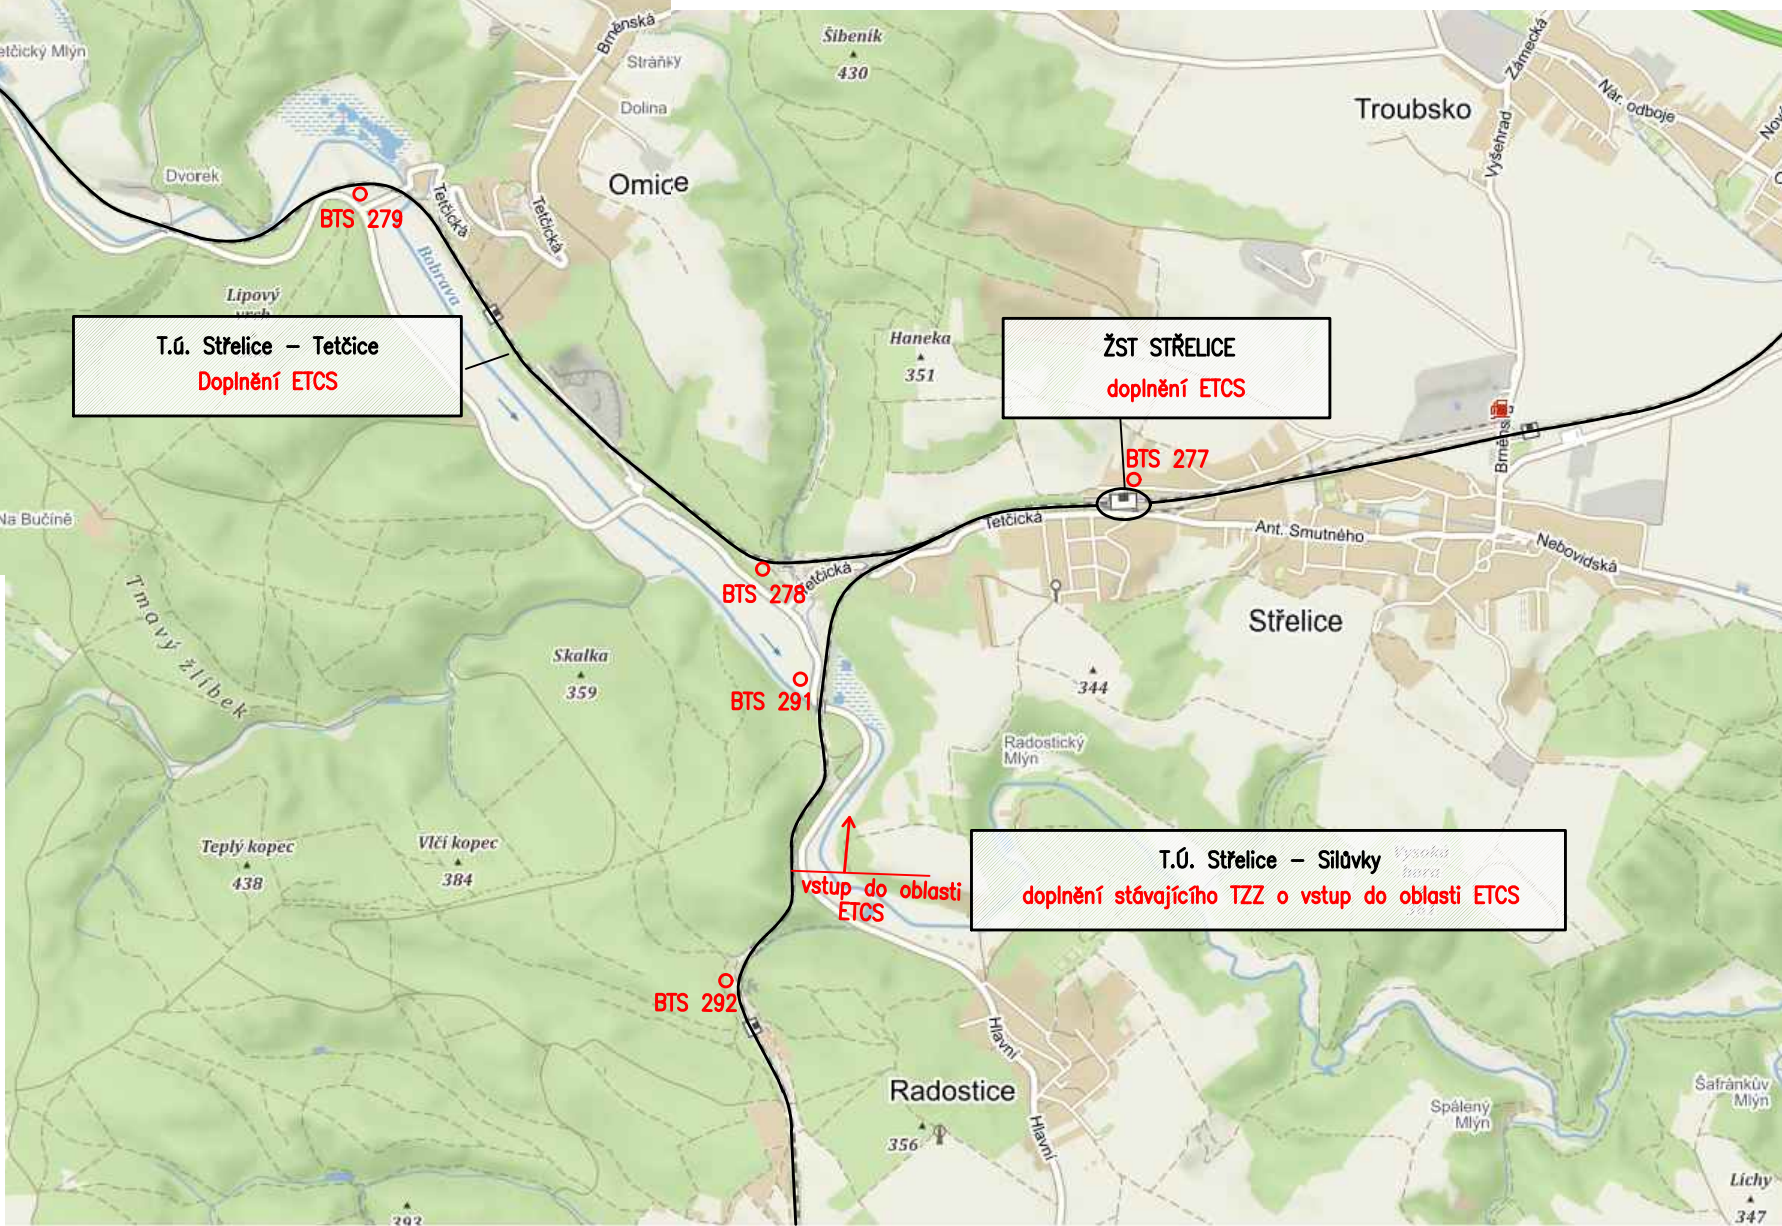 Brněnská
Šibeník
430
Stráňky
Dolina
Troubsko
Zámecká
Nár. odboje
Vyšehrad
Dvorek
Omice
Tetčická
Tetčická
BTS 279
Bobrava
Lipový
T.ú. Střelice – Tetčice
Doplnění ETCS
Haneka
351
ŽST STŘELICE
doplnění ETCS
BTS 277
Na Bučíně
Tetčická
Ant. Smutného
Nebovidská
Tetčická
BTS 278
Střelice
Tmavý žlíbek
Skalka
359
344
BTS 291
Radostický
Mlýn
Teplý kopec
438
Vlčí kopec
384
vstup do oblasti
ETCS
T.Ú. Střelice – Silůvky
Vysoká
hora
doplnění stávajícího TZZ o vstup do oblasti ETCS
BTS 292
Hlavní
Radostice
356
Hlavní
Spálený
Mlýn
Šafránkův
Mlýn
Líchy
347
393